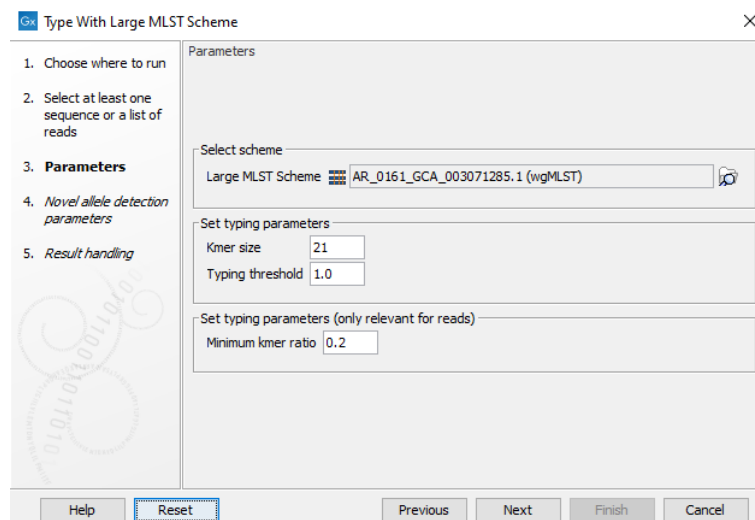 Gx Type With Large MLST Scheme
1. Choose where to run
2. Select at least one
sequence or a list of
reads
3. Parameters
4. Novel allele detection
parameters
5. Result handling
Parameters
Select scheme
Large MLST Scheme AR_0161_GCA_003071285.1 (wgMLST)
Set typing parameters
Kmer size 21
Typing threshold 1.0
Set typing parameters (only relevant for reads)
Minimum kmer ratio 0.2
Help Reset Previous Next Finish Cancel